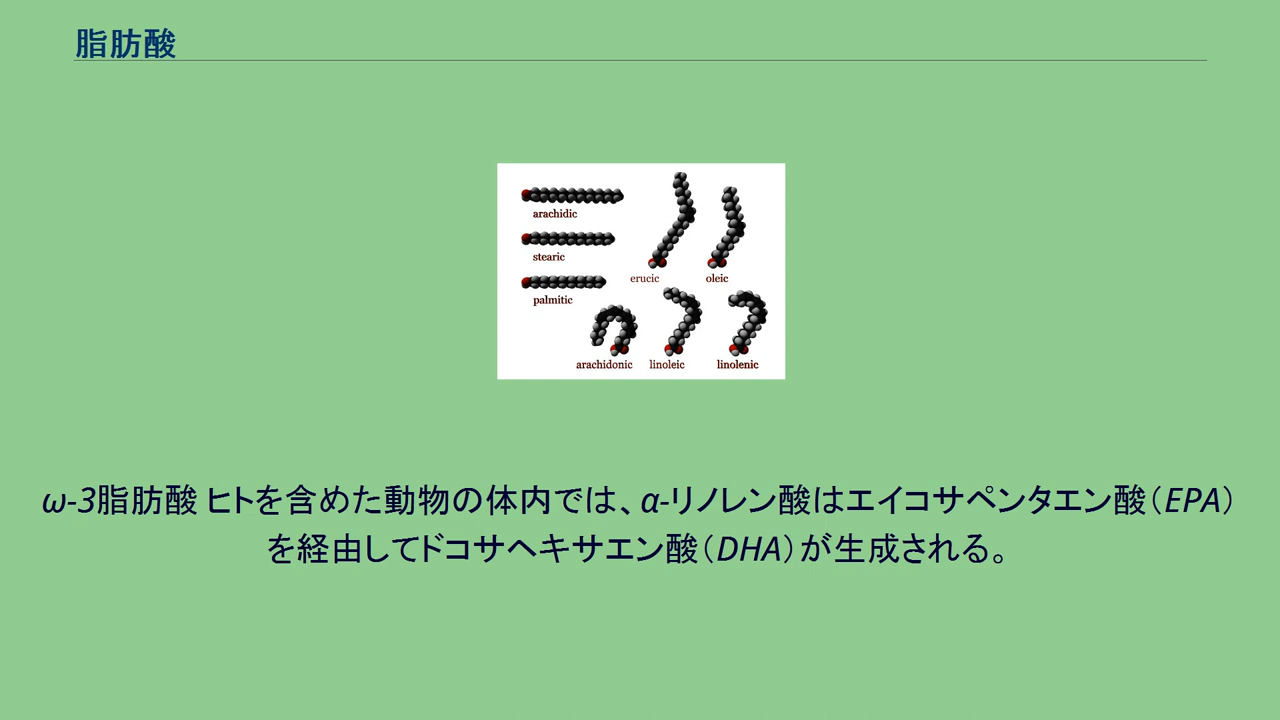 脂肪酸
arachidic
stearic
palmitic
erucic
oleic
arachidonic
linoleic
linolenic
ω-3脂肪酸 ヒトを含めた動物の体内では、α-リノレン酸はエイコサペンタエン酸（EPA）
を経由してドコサヘキサエン酸（DHA）が生成される。